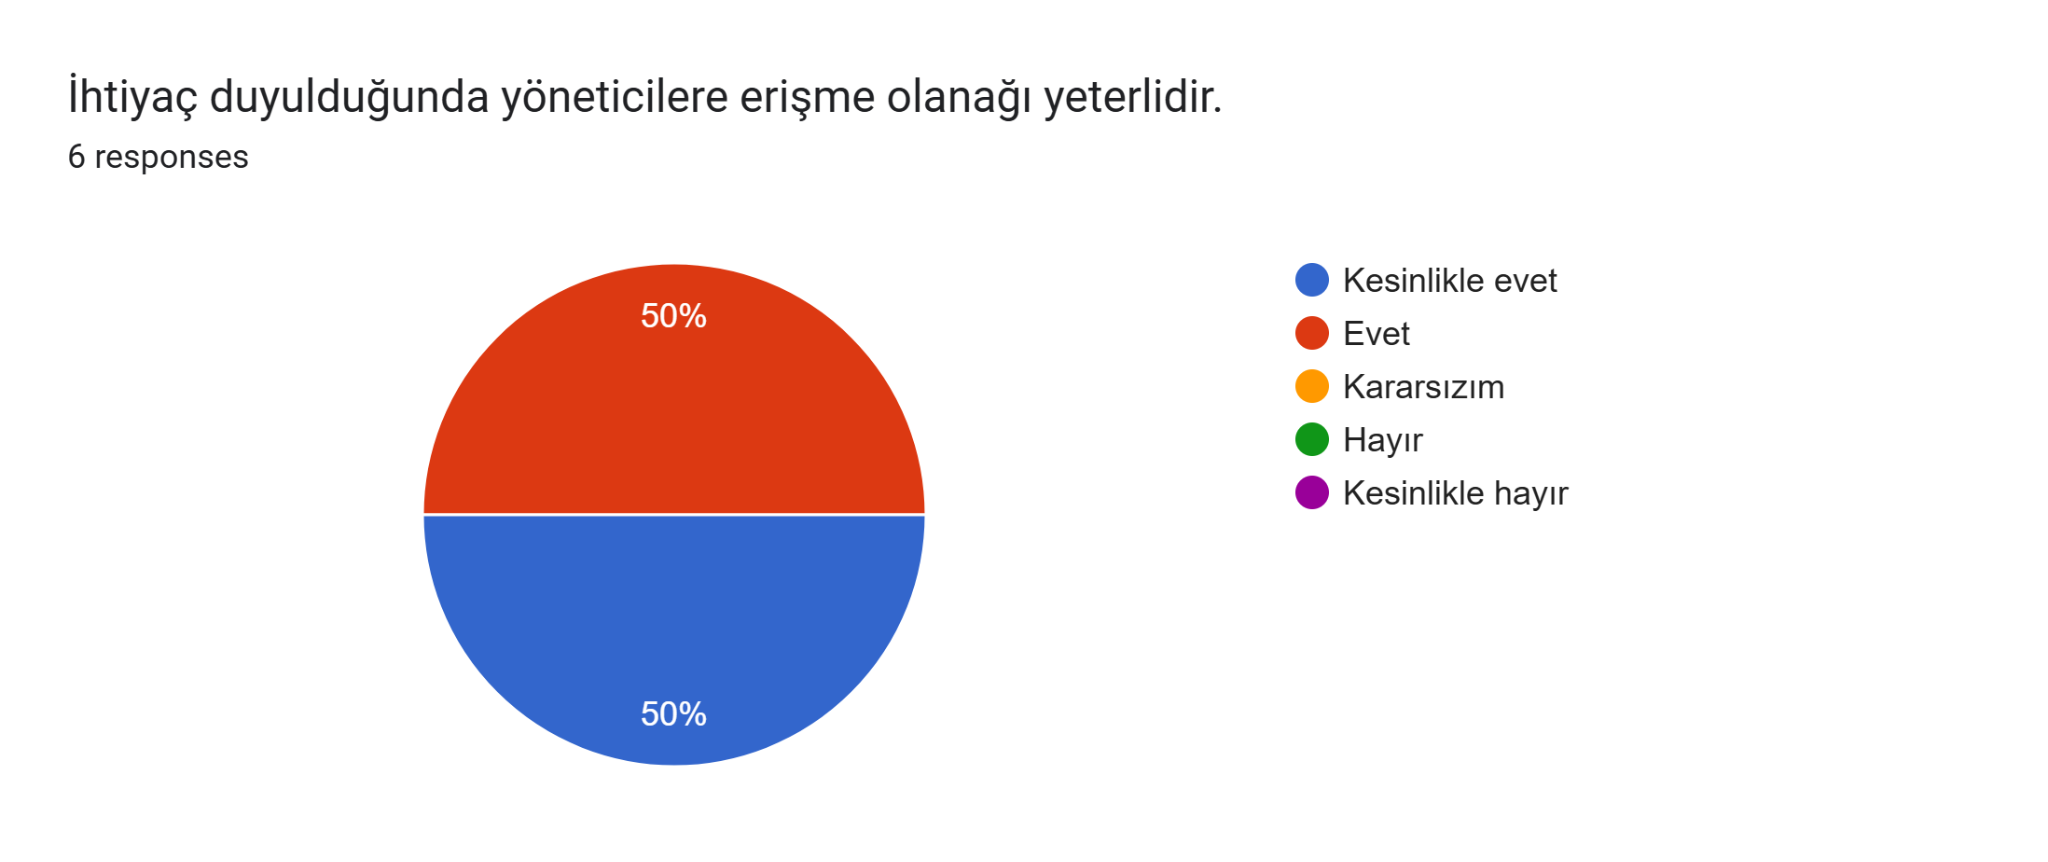 İhtiyaç duyulduğunda yöneticilere erişme olanağı yeterlidir.
6 responses
50%
50%
Kesinlikle evet
Evet
Kararsızım
Hayır
Kesinlikle hayır